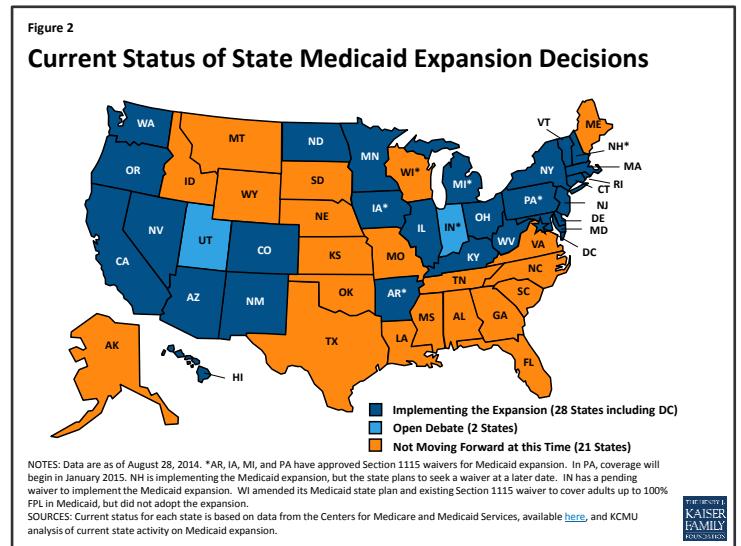 Figure 2
Current Status of State Medicaid Expansion Decisions
WA
OR
CA
NV
ID
MT
WY
UT
AZ
CO
NM
ND
SD
NE
KS
OK
TX
MN
IA*
MO
AR*
LA
WI*
IL
MI*
IN*
OH
KY
TN
MS
AL
GA
FL
SC
NC
VA
WV
PA*
NY
ME
VT
NH*
MA
RI
CT
NJ
DE
MD
DC
AK
HI
Implementing the Expansion (28 States including DC)
Open Debate (2 States)
Not Moving Forward at this Time (21 States)
NOTES: Data are as of August 28, 2014. *AR, IA, MI, and PA have approved Section 1115 waivers for Medicaid expansion. In PA, coverage will
begin in January 2015. NH is implementing the Medicaid expansion, but the state plans to seek a waiver at a later date. IN has a pending
waiver to implement the Medicaid expansion. WI amended its Medicaid state plan and existing Section 1115 waiver to cover adults up to 100%
FPL in Medicaid, but did not adopt the expansion.
SOURCES: Current status for each state is based on data from the Centers for Medicare and Medicaid Services, available here, and KCMU
analysis of current state activity on Medicaid expansion.
THE HENRY J.
KAISER
FAMILY
FOUNDATION